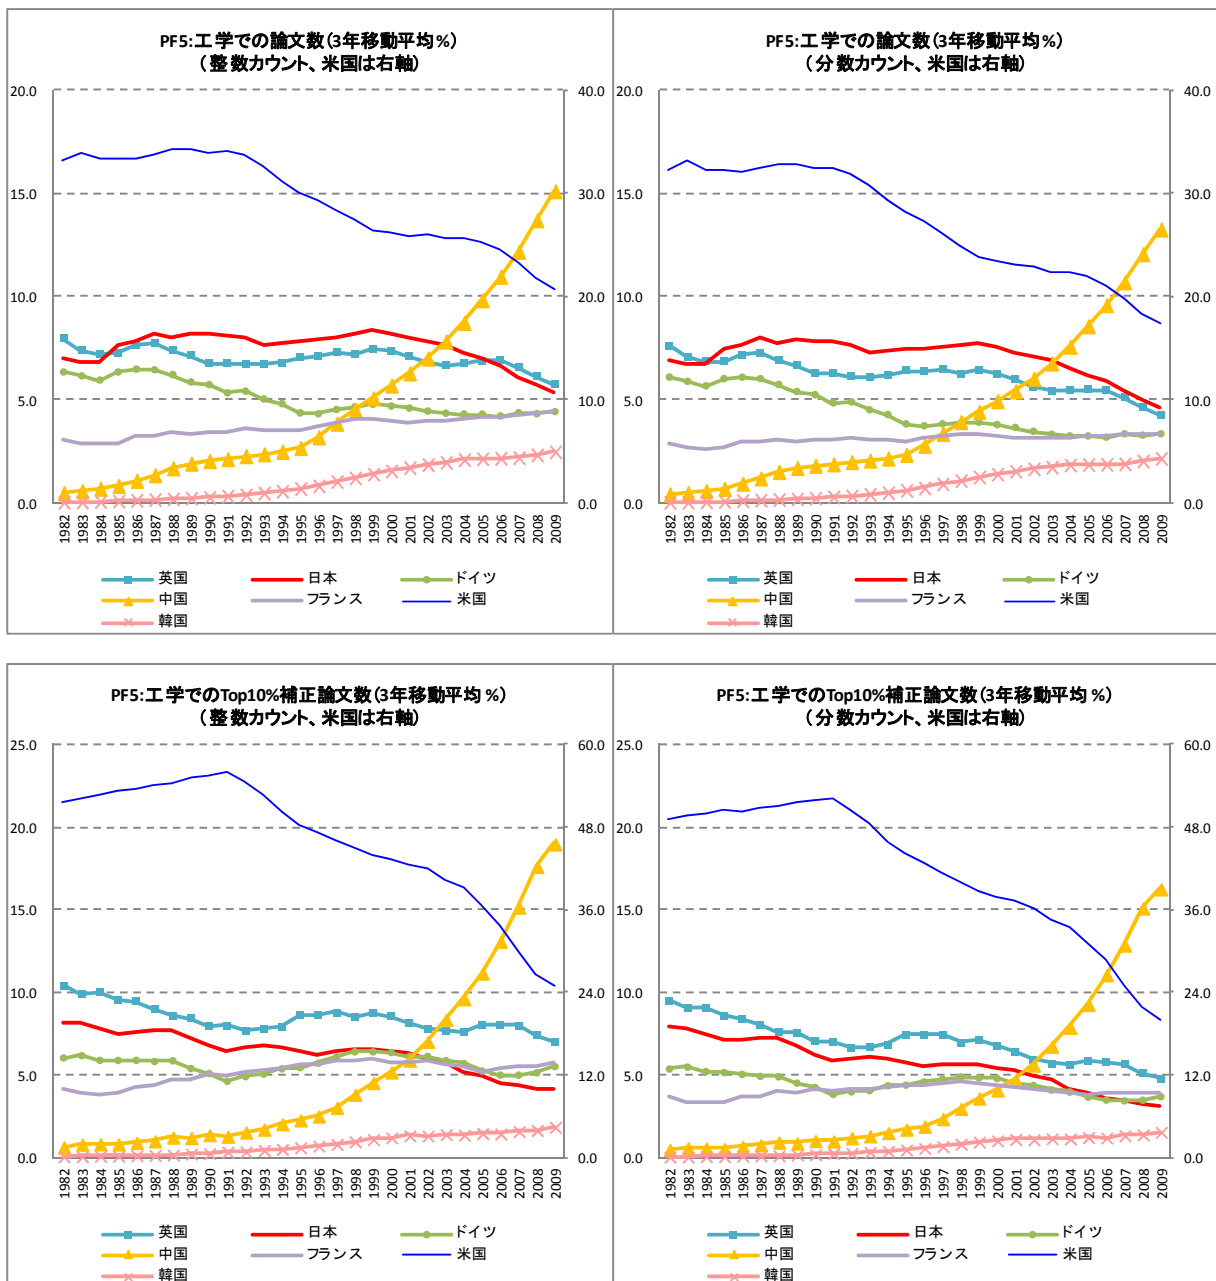 PF5:工学での論文数(3年移動平均%)
(整数カウント、米国は右軸)
20.0
15.0
10.0
5.0
0.0
40.0
30.0
20.0
10.0
0.0
1982 1983 1984 1985 1986 1987 1988 1989 1990 1991 1992 1993 1994 1995 1996 1997 1998 1999 2000 2001 2002 2003 2004 2005 2006 2007 2008 2009
英国 日本 ドイツ
中国 フランス 米国
韓国
PF5:工学での論文数(3年移動平均%)
(分数カウント、米国は右軸)
20.0
15.0
10.0
5.0
0.0
40.0
30.0
20.0
10.0
0.0
1982 1983 1984 1985 1986 1987 1988 1989 1990 1991 1992 1993 1994 1995 1996 1997 1998 1999 2000 2001 2002 2003 2004 2005 2006 2007 2008 2009
英国 日本 ドイツ
中国 フランス 米国
韓国
PF5:工学でのTop10%補正論文数(3年移動平均%)
(整数カウント、米国は右軸)
25.0
20.0
15.0
10.0
5.0
0.0
60.0
48.0
36.0
24.0
12.0
0.0
1982 1983 1984 1985 1986 1987 1988 1989 1990 1991 1992 1993 1994 1995 1996 1997 1998 1999 2000 2001 2002 2003 2004 2005 2006 2007 2008 2009
英国 日本 ドイツ
中国 フランス 米国
韓国
PF5:工学でのTop10%補正論文数(3年移動平均%)
(分数カウント、米国は右軸)
25.0
20.0
15.0
10.0
5.0
0.0
60.0
48.0
36.0
24.0
12.0
0.0
1982 1983 1984 1985 1986 1987 1988 1989 1990 1991 1992 1993 1994 1995 1996 1997 1998 1999 2000 2001 2002 2003 2004 2005 2006 2007 2008 2009
英国 日本 ドイツ
中国 フランス 米国
韓国